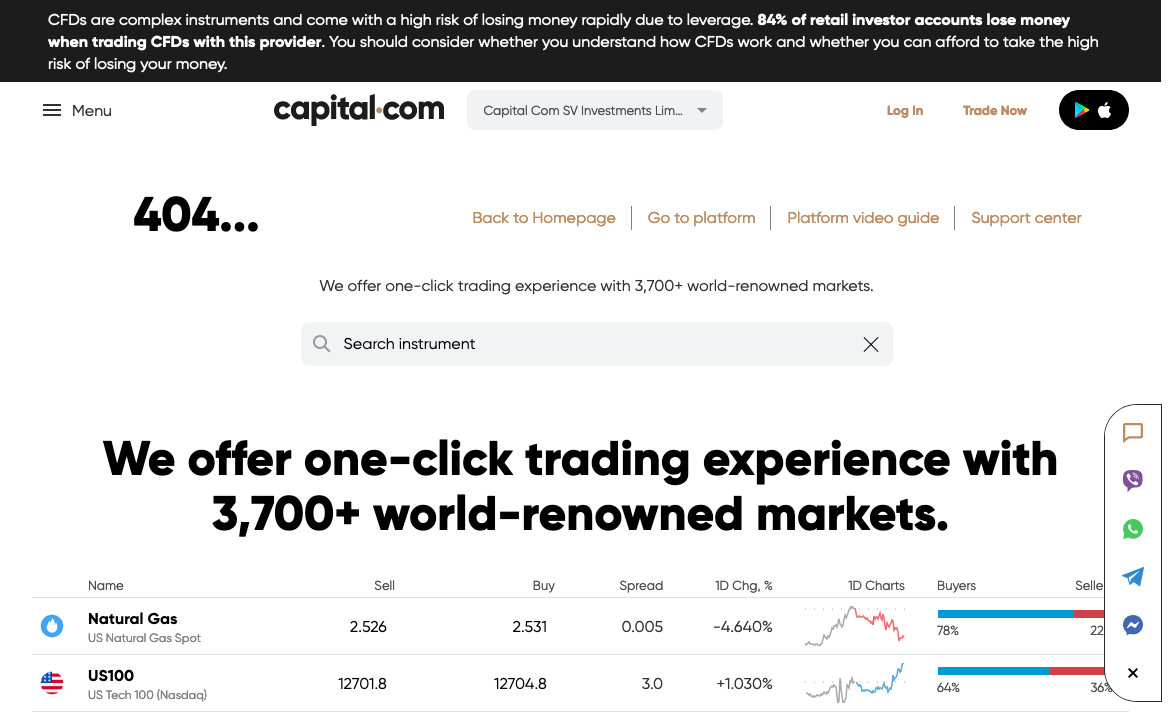 CFDs are complex instruments and come with a high risk of losing money rapidly due to leverage. 84% of retail investor accounts lose money
when trading CFDs with this provider. You should consider whether you understand how CFDs work and whether you can afford to take the high
risk of losing your money.
Menu capital.com Capital Com SV Investments Lim... Log In Trade Now
404... Back to Homepage Go to platform Platform video guide Support center
We offer one-click trading experience with 3,700+ world-renowned markets.
Search instrument
We offer one-click trading experience with
3,700+ world-renowned markets.
Name Sell Buy Spread 1D Chg, % 1D Charts Buyers Selle
Natural Gas 2.526 2.531 0.005 -4.640%
US Natural Gas Spot 78% 22
US100 12701.8 12704.8 3.0 +1.030%
US Tech 100 (Nasdaq) 64% 36%